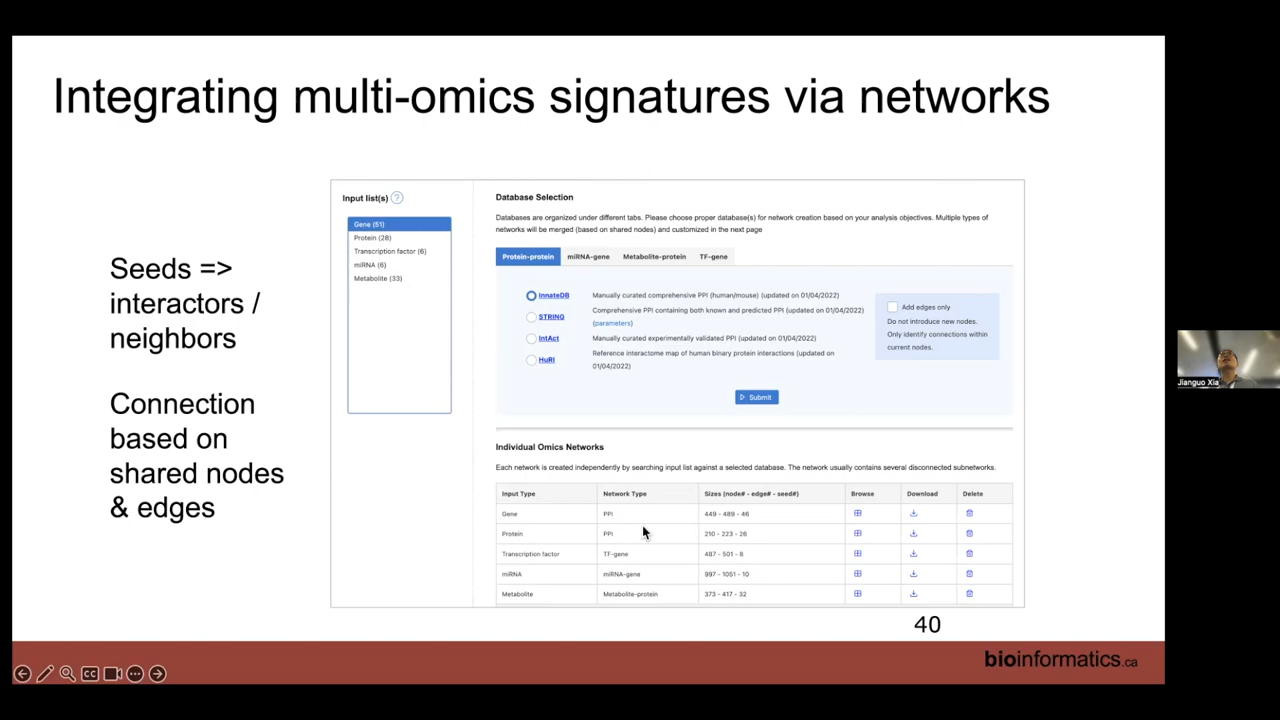 Integrating multi-omics signatures via networks
Seeds =>
interactors /
neighbors
Connection
based on
shared nodes
& edges
Input list(s) ?
Gene (51)
Protein (28)
Transcription factor (6)
miRNA (6)
Metabolite (33)
Database Selection
Databases are organized under different tabs. Please choose proper database(s) for network creation based on your analysis objectives. Multiple types of
networks will be merged (based on shared nodes) and customized in the next page
Protein-protein miRNA-gene Metabolite-protein TF-gene
InnateDB Manually curated comprehensive PPI (human/mouse) (updated on 01/04/2022)
STRING Comprehensive PPI containing both known and predicted PPI (updated on 01/04/2022)
(parameters)
IntAct Manually curated experimentally validated PPI (updated on 01/04/2022)
HuRI Reference interactome map of human binary protein interactions (updated on
01/04/2022)
Add edges only
Do not introduce new nodes.
Only identify connections within
current nodes.
Submit
Individual Omics Networks
Each network is created independently by searching input list against a selected database. The network usually contains several disconnected subnetworks.
Input Type Network Type Sizes (node# - edge# - seed#) Browse Download Delete
Gene PPI 449 - 489 - 46
Protein PPI 210 - 223 - 26
Transcription factor TF-gene 487 - 501 - 8
miRNA miRNA-gene 997 - 1051 - 10
Metabolite Metabolite-protein 373 - 417 - 32
40
bioinformatics.ca
CC
Jianguo Xia